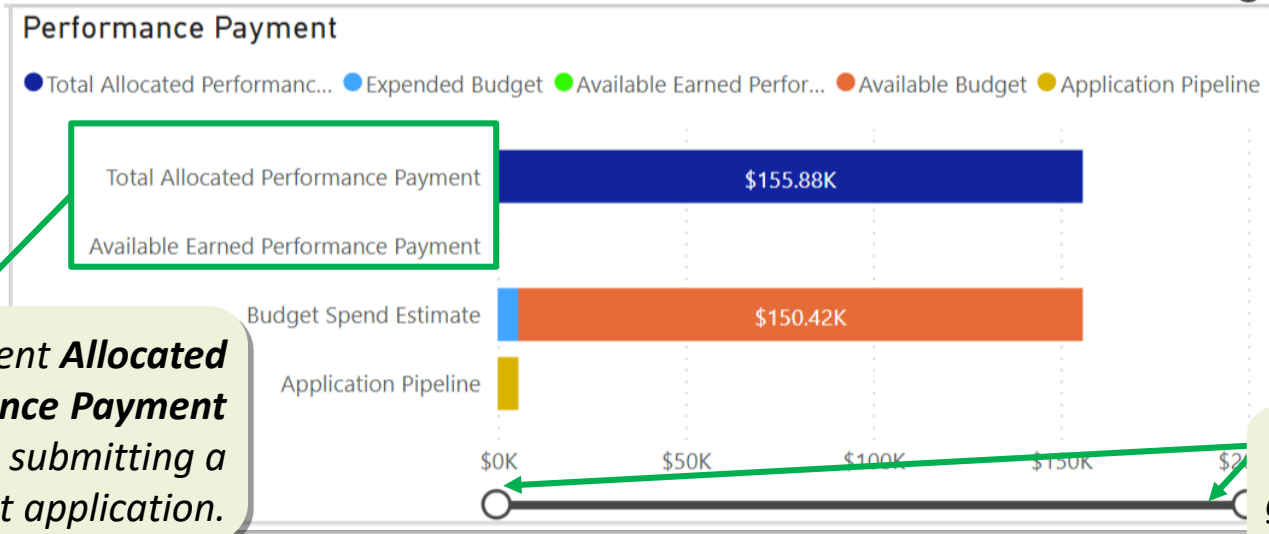 Performance Payment
Total Allocated Performanc... Expended Budget Available Earned Perfor... Available Budget Application Pipeline
Total Allocated Performance Payment
$155.88K
Available Earned Performance Payment
Budget Spend Estimate
$150.42K
Application Pipeline
ent Allocated
nce Payment
submitting a
t application.
$0K $50K $100K $150K $2
g